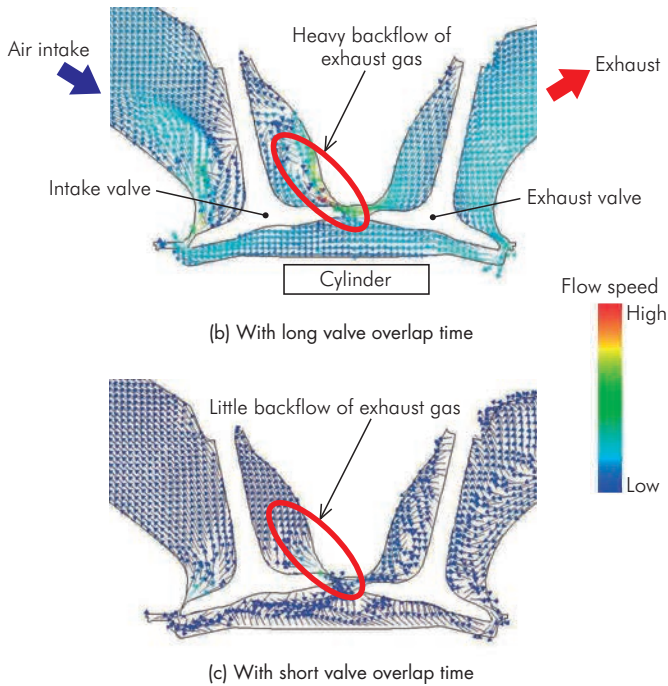 Air intake
Heavy backflow of
exhaust gas
Exhaust
Intake valve
Exhaust valve
Cylinder
Flow speed
High
Low
(b) With long valve overlap time
Little backflow of exhaust gas
(c) With short valve overlap time